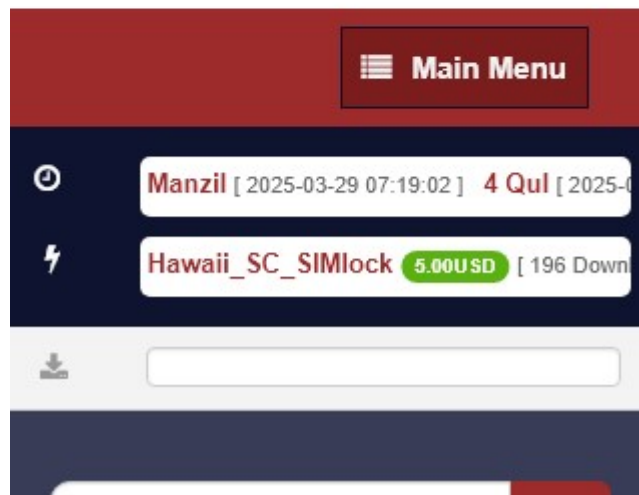 Main Menu
Manzil [ 2025-03-29 07:19:02 ] 4 Qul [ 2025-
Hawaii_SC_SIMlock 5.00USD [ 196 Downl